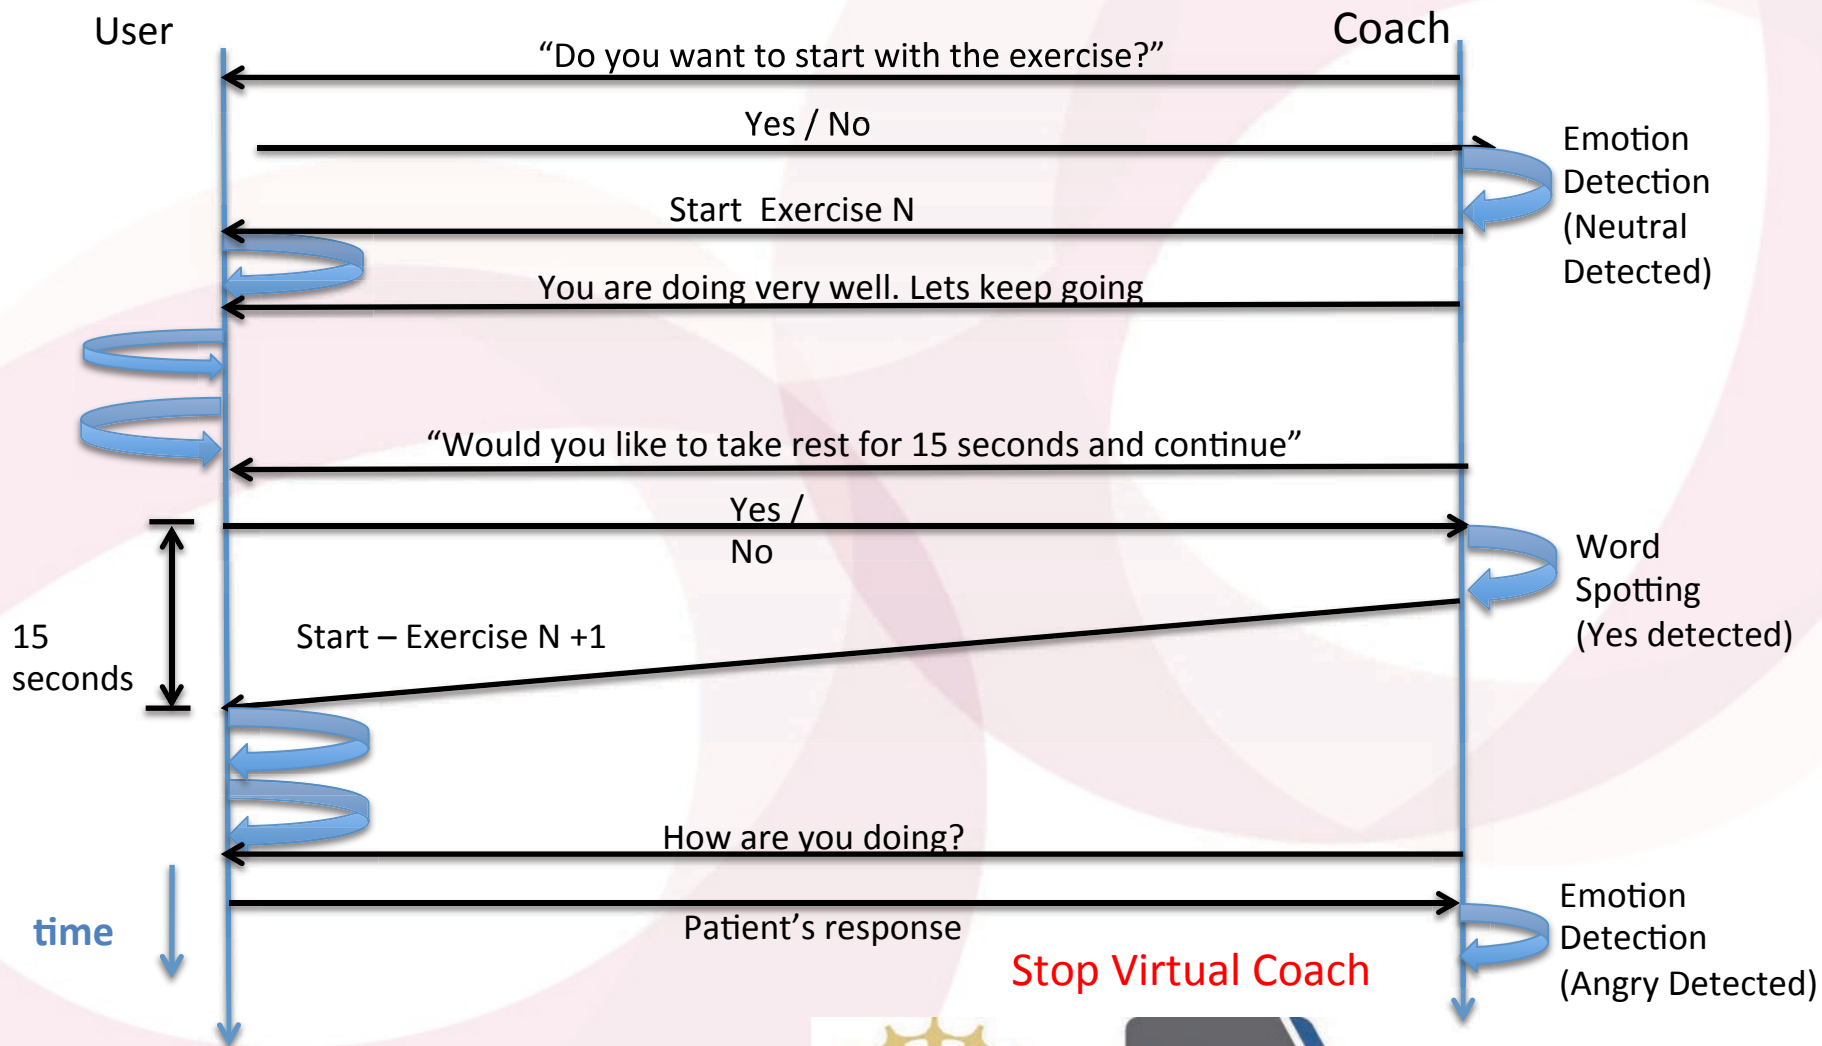 User
Coach
“Do you want to start with the exercise?”
Yes / No
Emotion
Detection
(Neutral
Detected)
Start  Exercise N
You are doing very well. Lets keep going
“Would you like to take rest for 15 seconds and continue”
Yes /
No
Word
Spotting
(Yes detected)
15
seconds
Start – Exercise N +1
How are you doing?
Patient’s response
Emotion
Detection
(Angry Detected)
time
Stop Virtual Coach